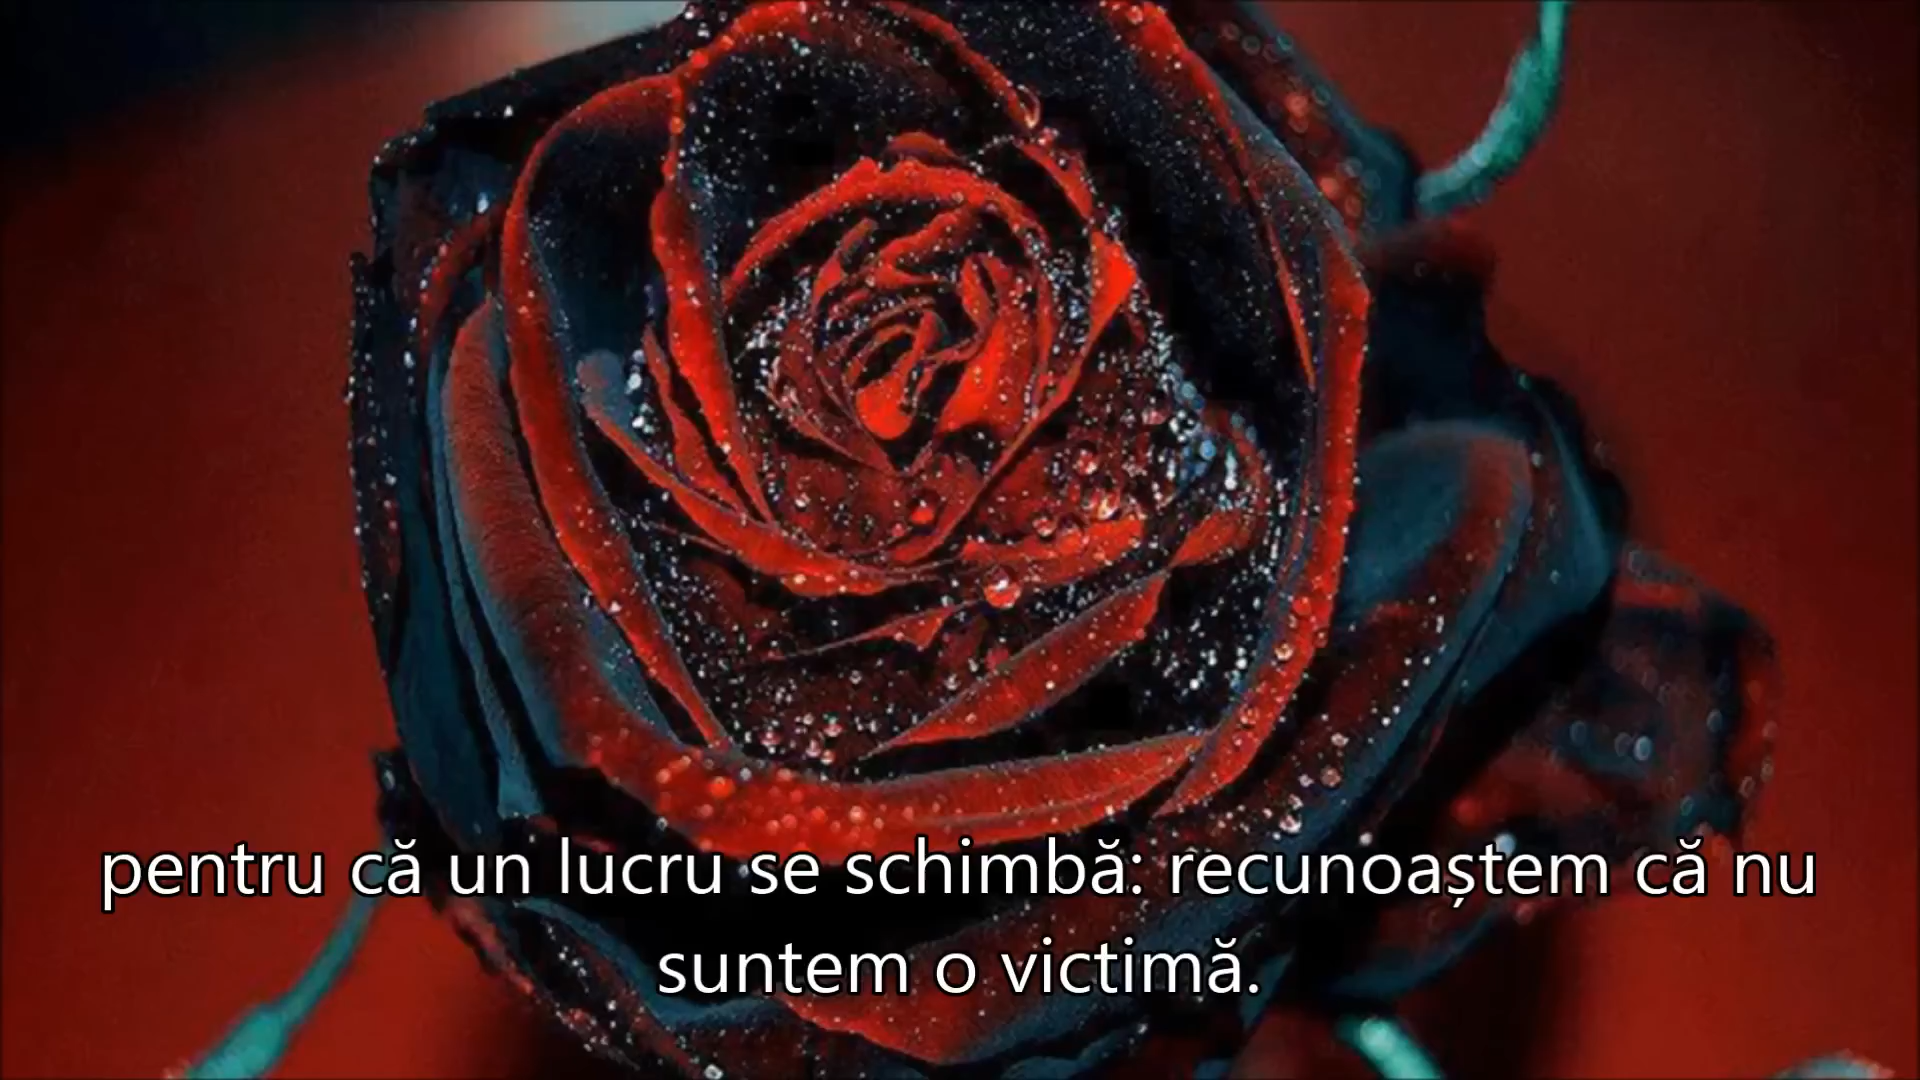 pentru că un lucru se schimbă: recunoaștem că nu
suntem o victimă.